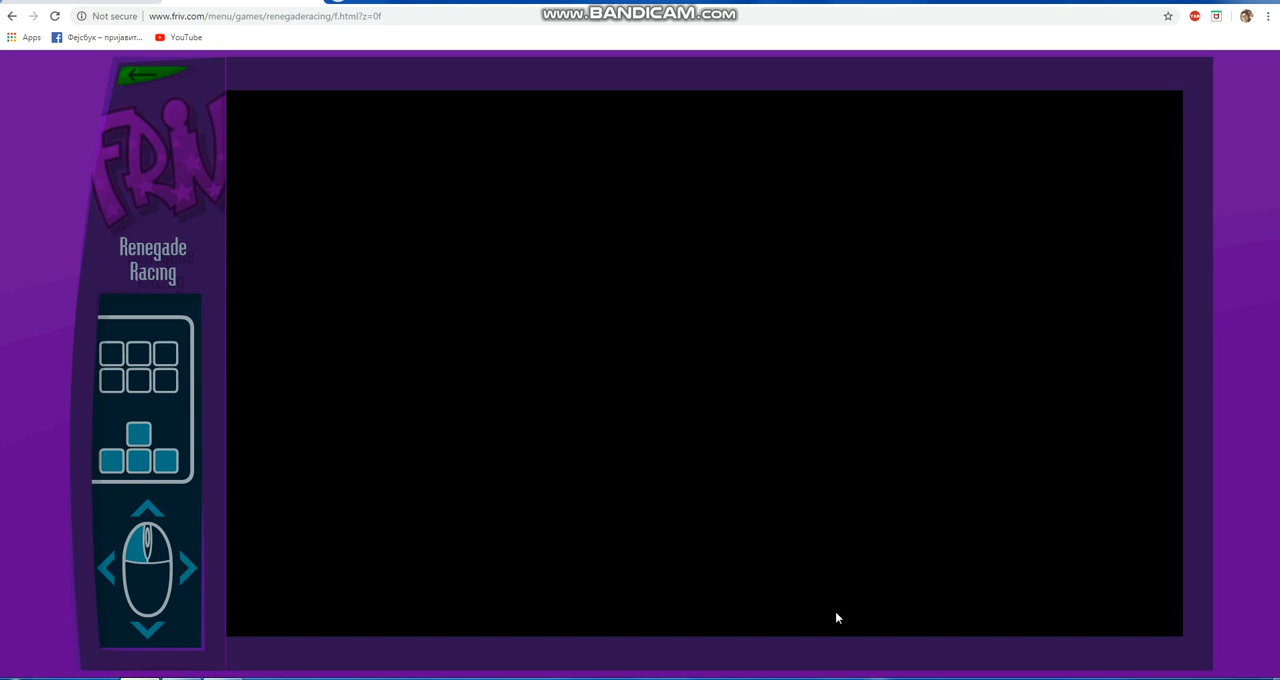 Not secure | www.friv.com/menu/games/renegaderacing/f.html?z=0f
WWW.BANDICAM.COM
Apps Фејсбук – пријавит... YouTube
FRIV
Renegade
Racing